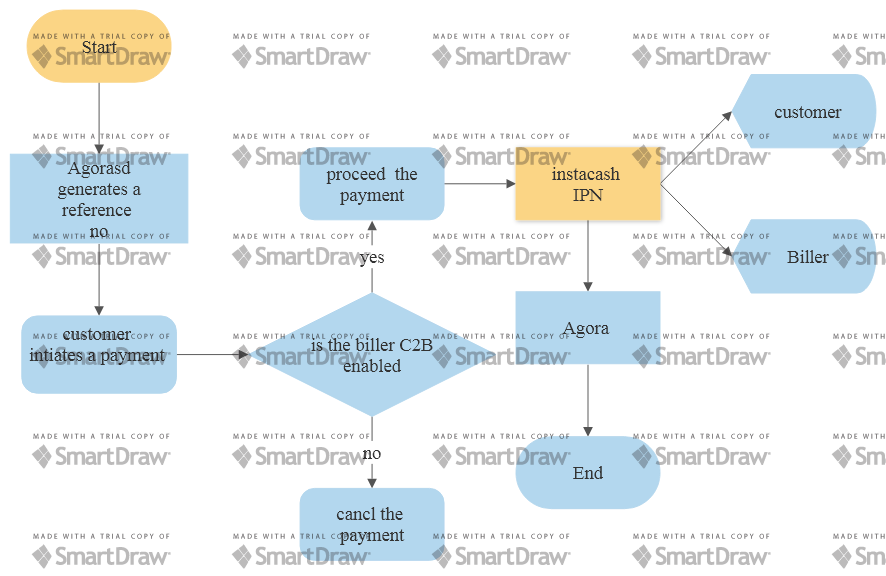 Start
Agorasd
generates a
reference
no
customer
intiates a payment
is the biller C2B
enabled
yes
no
proceed the
payment
cancl the
payment
instacash
IPN
customer
Biller
Agora
End
MADE WITH A TRIAL COPY OF
SmartDraw